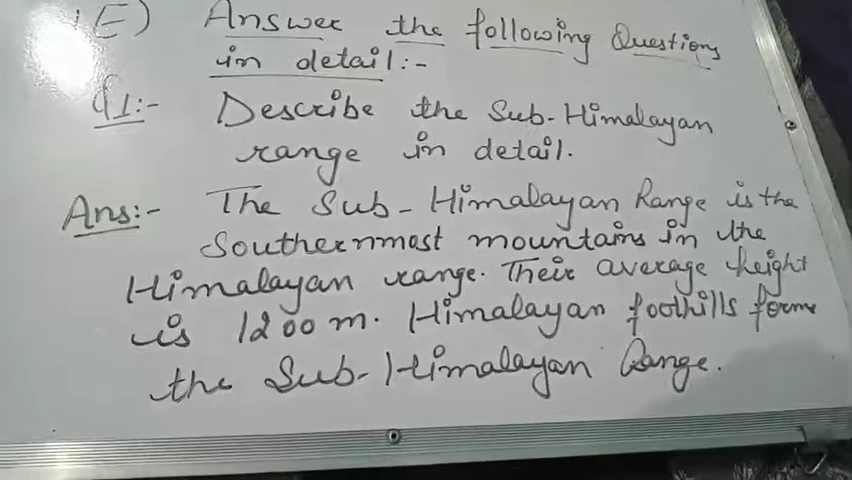 (E) Answer the following Questions
in detail:-
Q1:- Describe the Sub-Himalayan
range in detail.
Ans:- The Sub-Himalayan Range is the
Southernmost mountains in the
Himalayan range. Their average height
is 1200 m. Himalayan foothills form
the Sub-Himalayan Range.